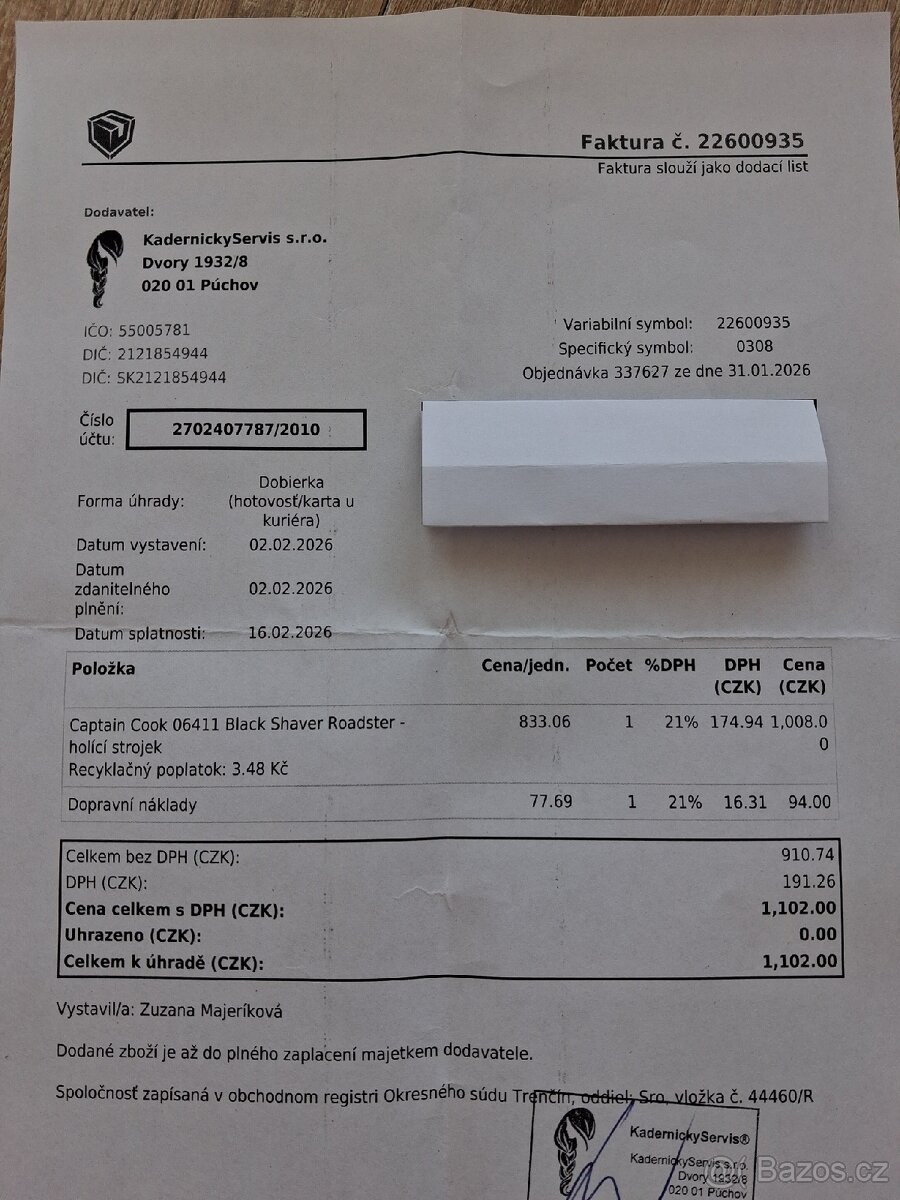 Faktura č. 22600935
Faktura slouží jako dodací list
Dodavatel:
KadernickyServis s.r.o.
Dvory 1932/8
020 01 Púchov
IČO: 55005781
DIČ: 2121854944
DIČ: SK2121854944
Variabilní symbol: 22600935
Specifický symbol: 0308
Objednávka 337627 ze dne 31.01.2026
Číslo
účtu:
2702407787/2010
Forma úhrady:
Dobierka
(hotovosť/karta u
kuriéra)
Datum vystavení: 02.02.2026
Datum
zdanitelného
plnění:
02.02.2026
Datum splatnosti: 16.02.2026
Položka Cena/jedn. Počet %DPH DPH (CZK) Cena (CZK)
Captain Cook 06411 Black Shaver Roadster - 833.06 1 21% 174.94 1,008.0
holící strojek 0
Recyklačný poplatok: 3.48 Kč
Dopravní náklady 77.69 1 21% 16.31 94.00
Celkem bez DPH (CZK): 910.74
DPH (CZK): 191.26
Cena celkem s DPH (CZK): 1,102.00
Uhrazeno (CZK): 0.00
Celkem k úhradě (CZK): 1,102.00
Vystavil/a: Zuzana Majeríková
Dodané zboží je až do plného zaplacení majetkem dodavatele.
Spoločnosť zapísaná v obchodnom registri Okresného súdu Trenčín, oddiel: Sro, vložka č. 44460/R
KadernickyServis®
KadernickyServis s.r.o.
Dvory 1932/8
020 01 Púchov
Bazos.cz